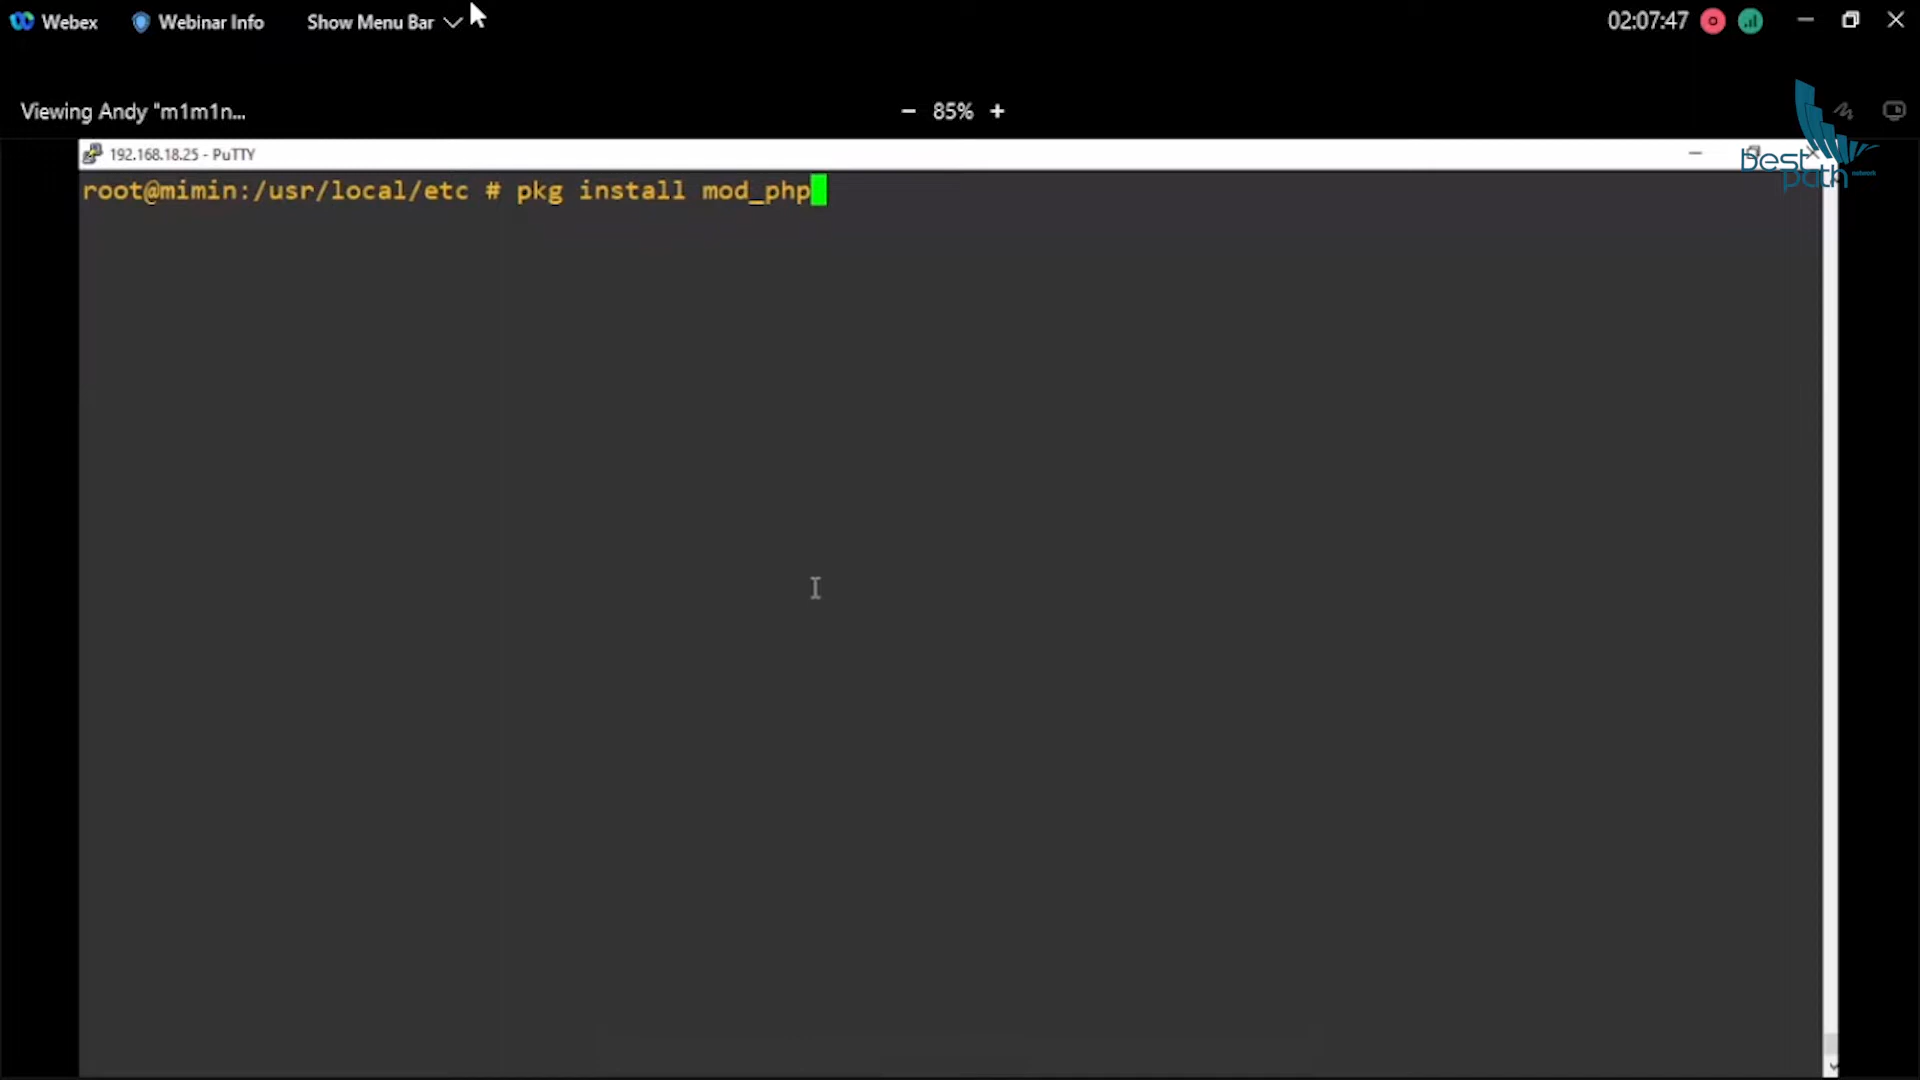 Webex Webinar Info Show Menu Bar 02:07:47
Viewing Andy "m1m1n... 85%
best path network
192.168.18.25 - PuTTY
root@mimin:/usr/local/etc # pkg install mod_php